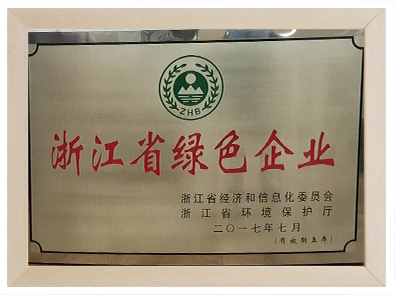 ZHB
浙江省绿色企业
浙江省经济和信息化委员会
浙江省环境保护厅
二〇一七年七月
(有效期五年)